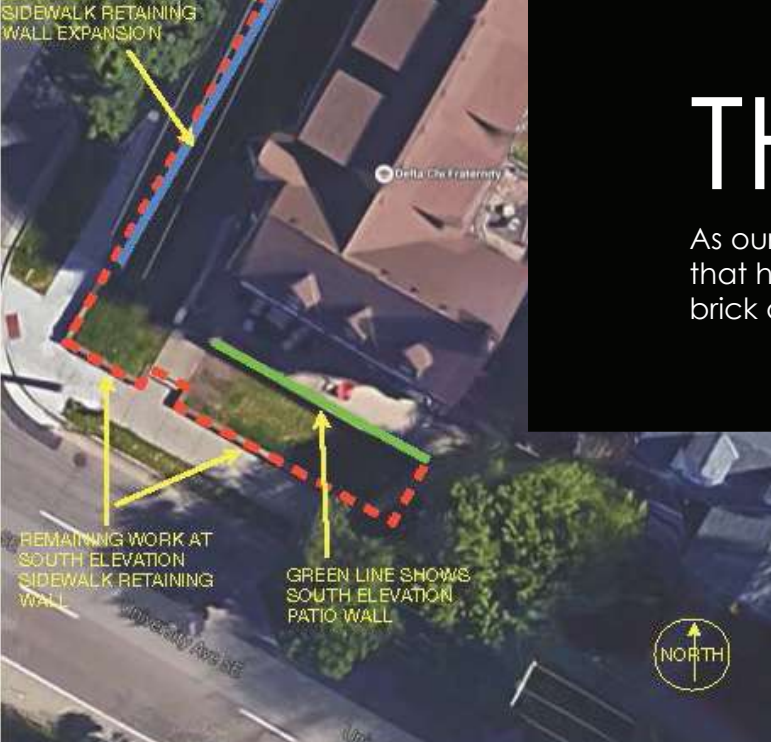 SIDEWALK RETAINING
WALL EXPANSION
Delta Chi Fraternity
TH
As our
that h
brick
REMAINING WORK AT
SOUTH ELEVATION
SIDEWALK RETAINING
WALL
GREEN LINE SHOWS
SOUTH ELEVATION
PATIO WALL
University Ave SE
NORTH
Uni